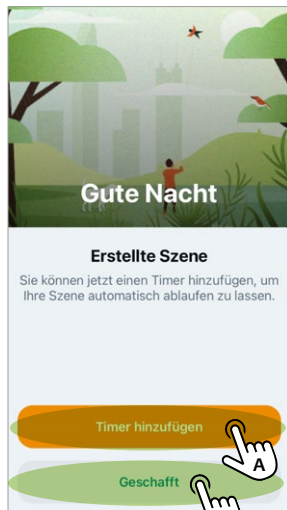 Gute Nacht
Erstellte Szene
Sie können jetzt einen Timer hinzufügen, um
Ihre Szene automatisch ablaufen zu lassen.
Timer hinzufügen
A
Geschafft